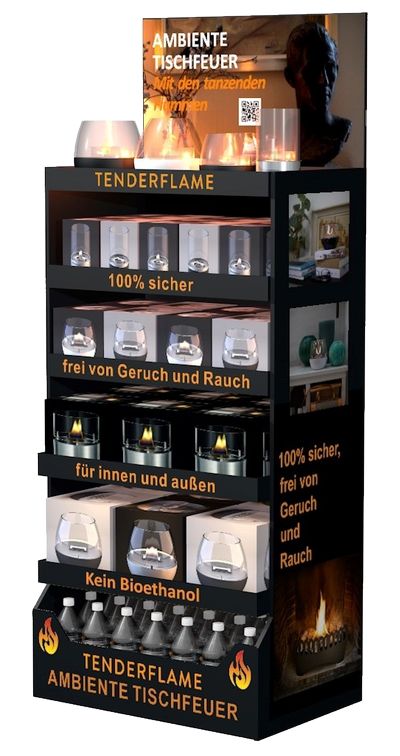 AMBIENTE
TISCHFEUER
Mit den tanzenden
Flammen
TENDERFLAME
100% sicher
frei von Geruch und Rauch
für innen und außen
Kein Bioethanol
TENDERFLAME
AMBIENTE TISCHFEUER
100% sicher,
frei von
Geruch
und
Rauch